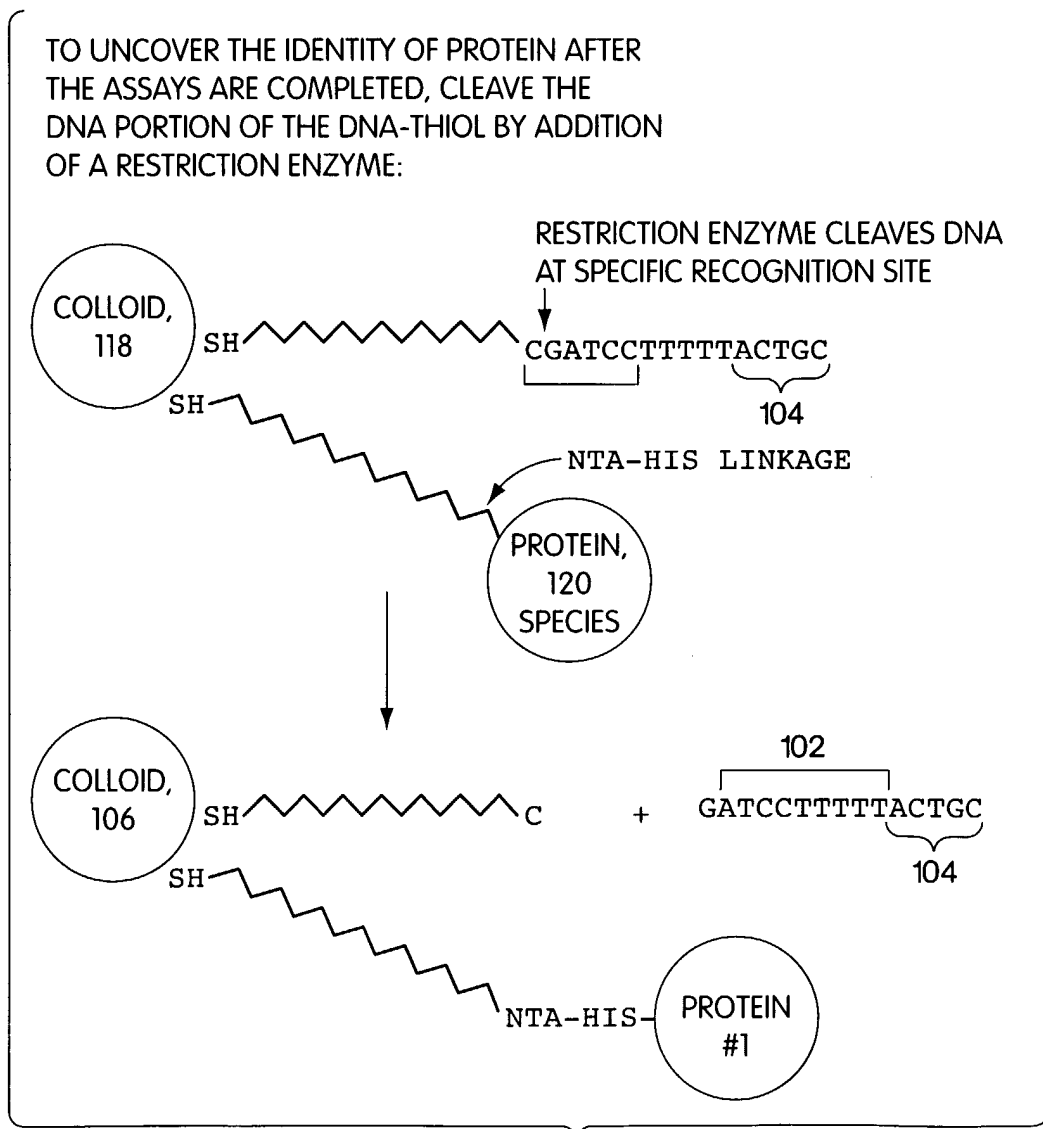 TO UNCOVER THE IDENTITY OF PROTEIN AFTER
THE ASSAYS ARE COMPLETED, CLEAVE THE
DNA PORTION OF THE DNA-THIOL BY ADDITION
OF A RESTRICTION ENZYME:
RESTRICTION ENZYME CLEAVES DNA
AT SPECIFIC RECOGNITION SITE
COLLOID,
118
SH
CGATCCTTTTTACTGC
104
SH
NTA-HIS LINKAGE
PROTEIN,
120
SPECIES
COLLOID,
106
SH
C
+
102
GATCCTTTTTACTGC
104
SH
NTA-HIS
PROTEIN
#1